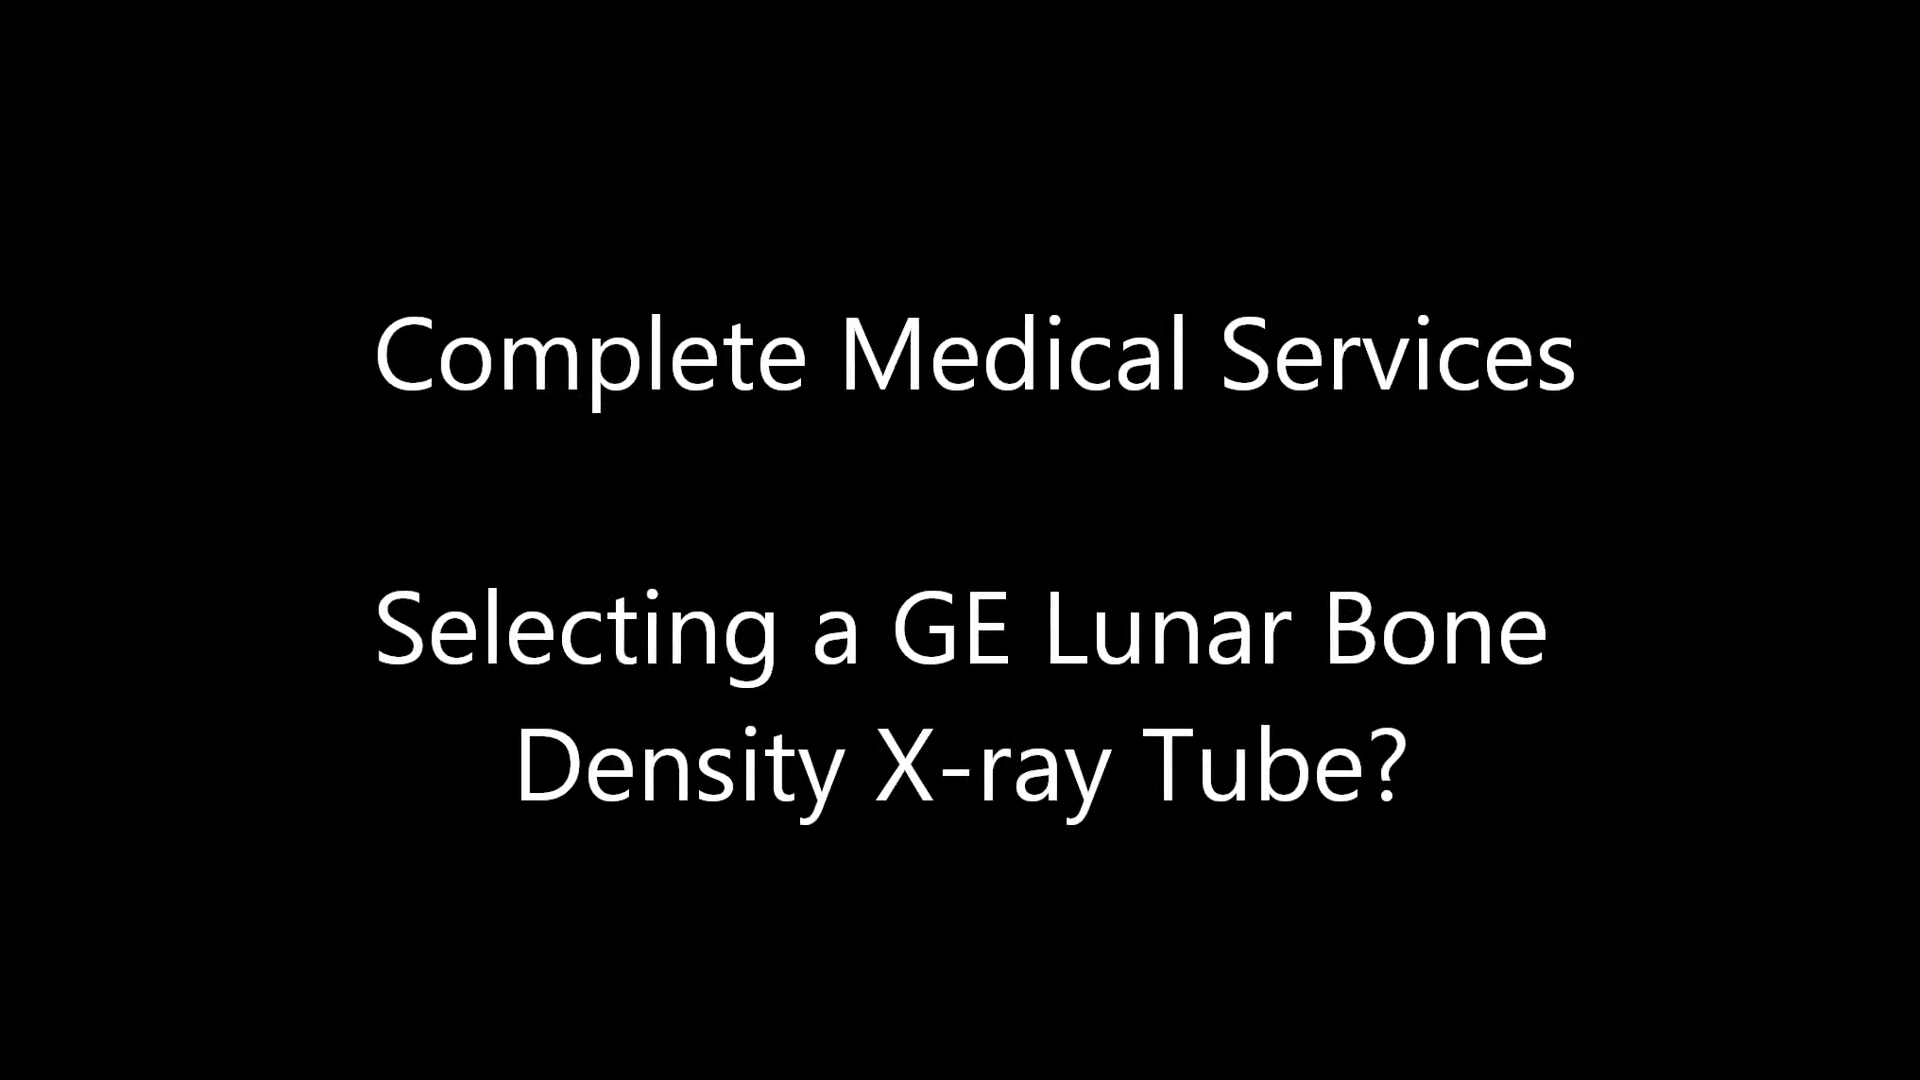 Complete Medical Services
Selecting a GE Lunar Bone
Density X-ray Tube?